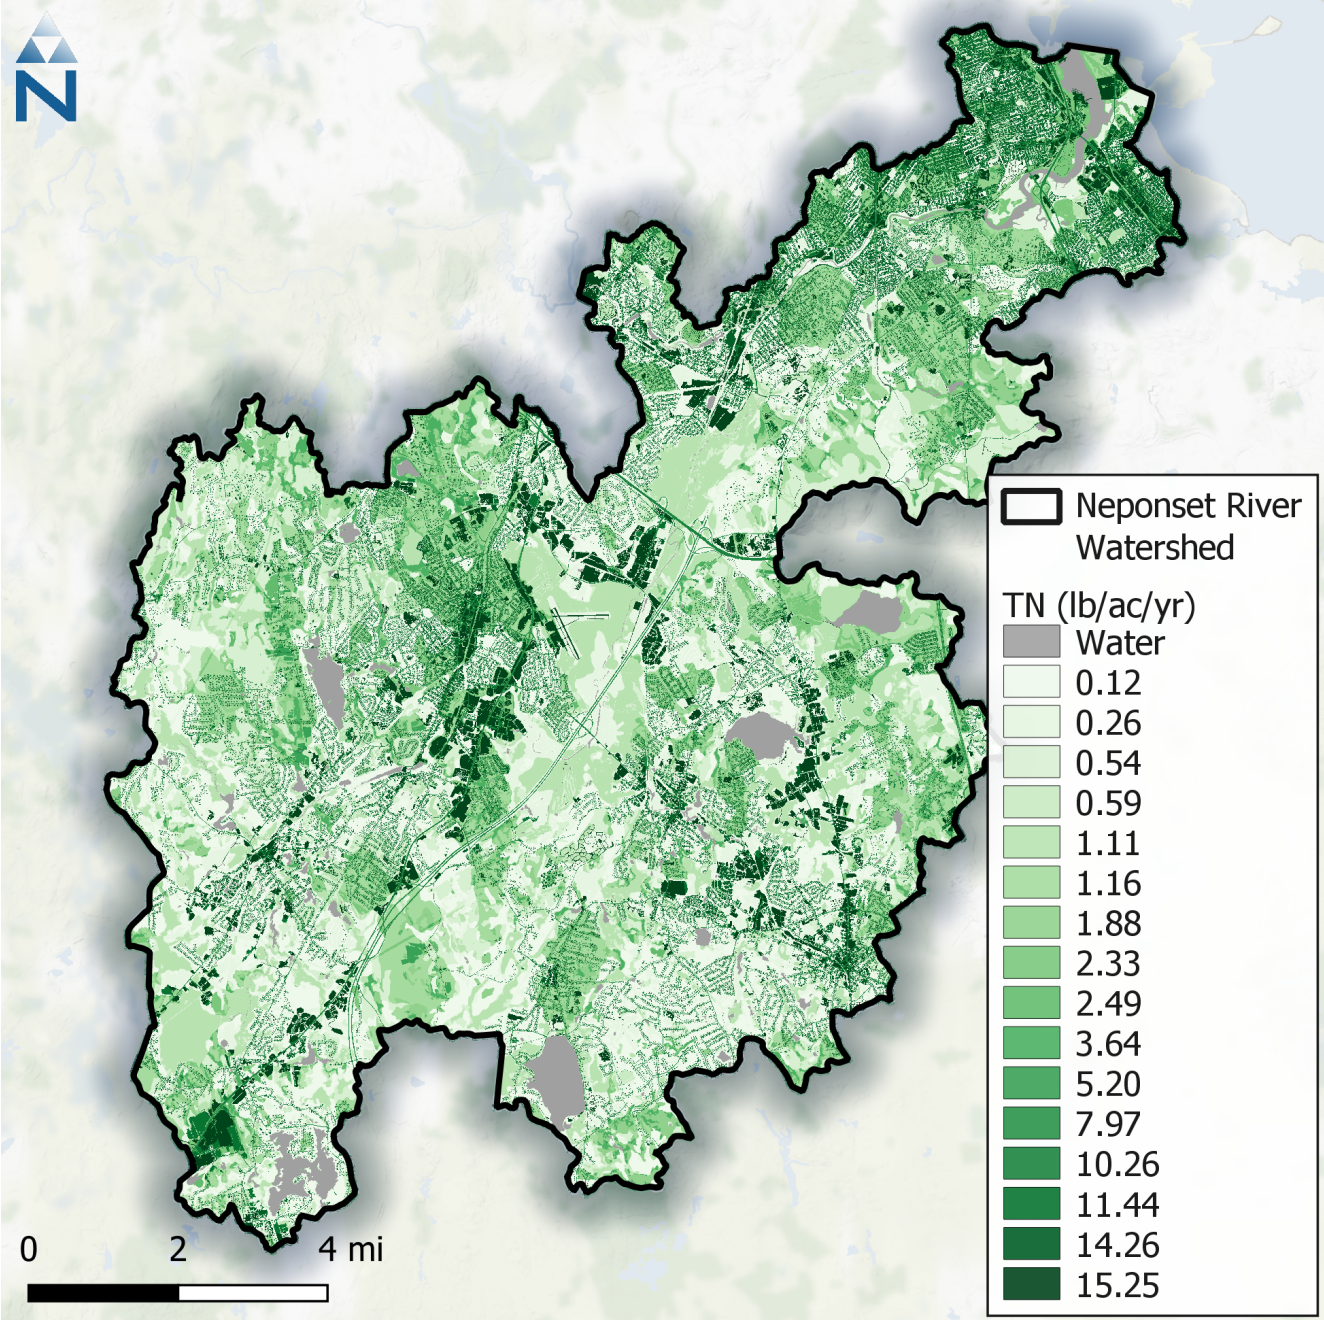 N
Neponset River
Watershed
TN (lb/ac/yr)
Water
0.12
0.26
0.54
0.59
1.11
1.16
1.88
2.33
2.49
3.64
5.20
7.97
10.26
11.44
14.26
15.25
0 2 4 mi